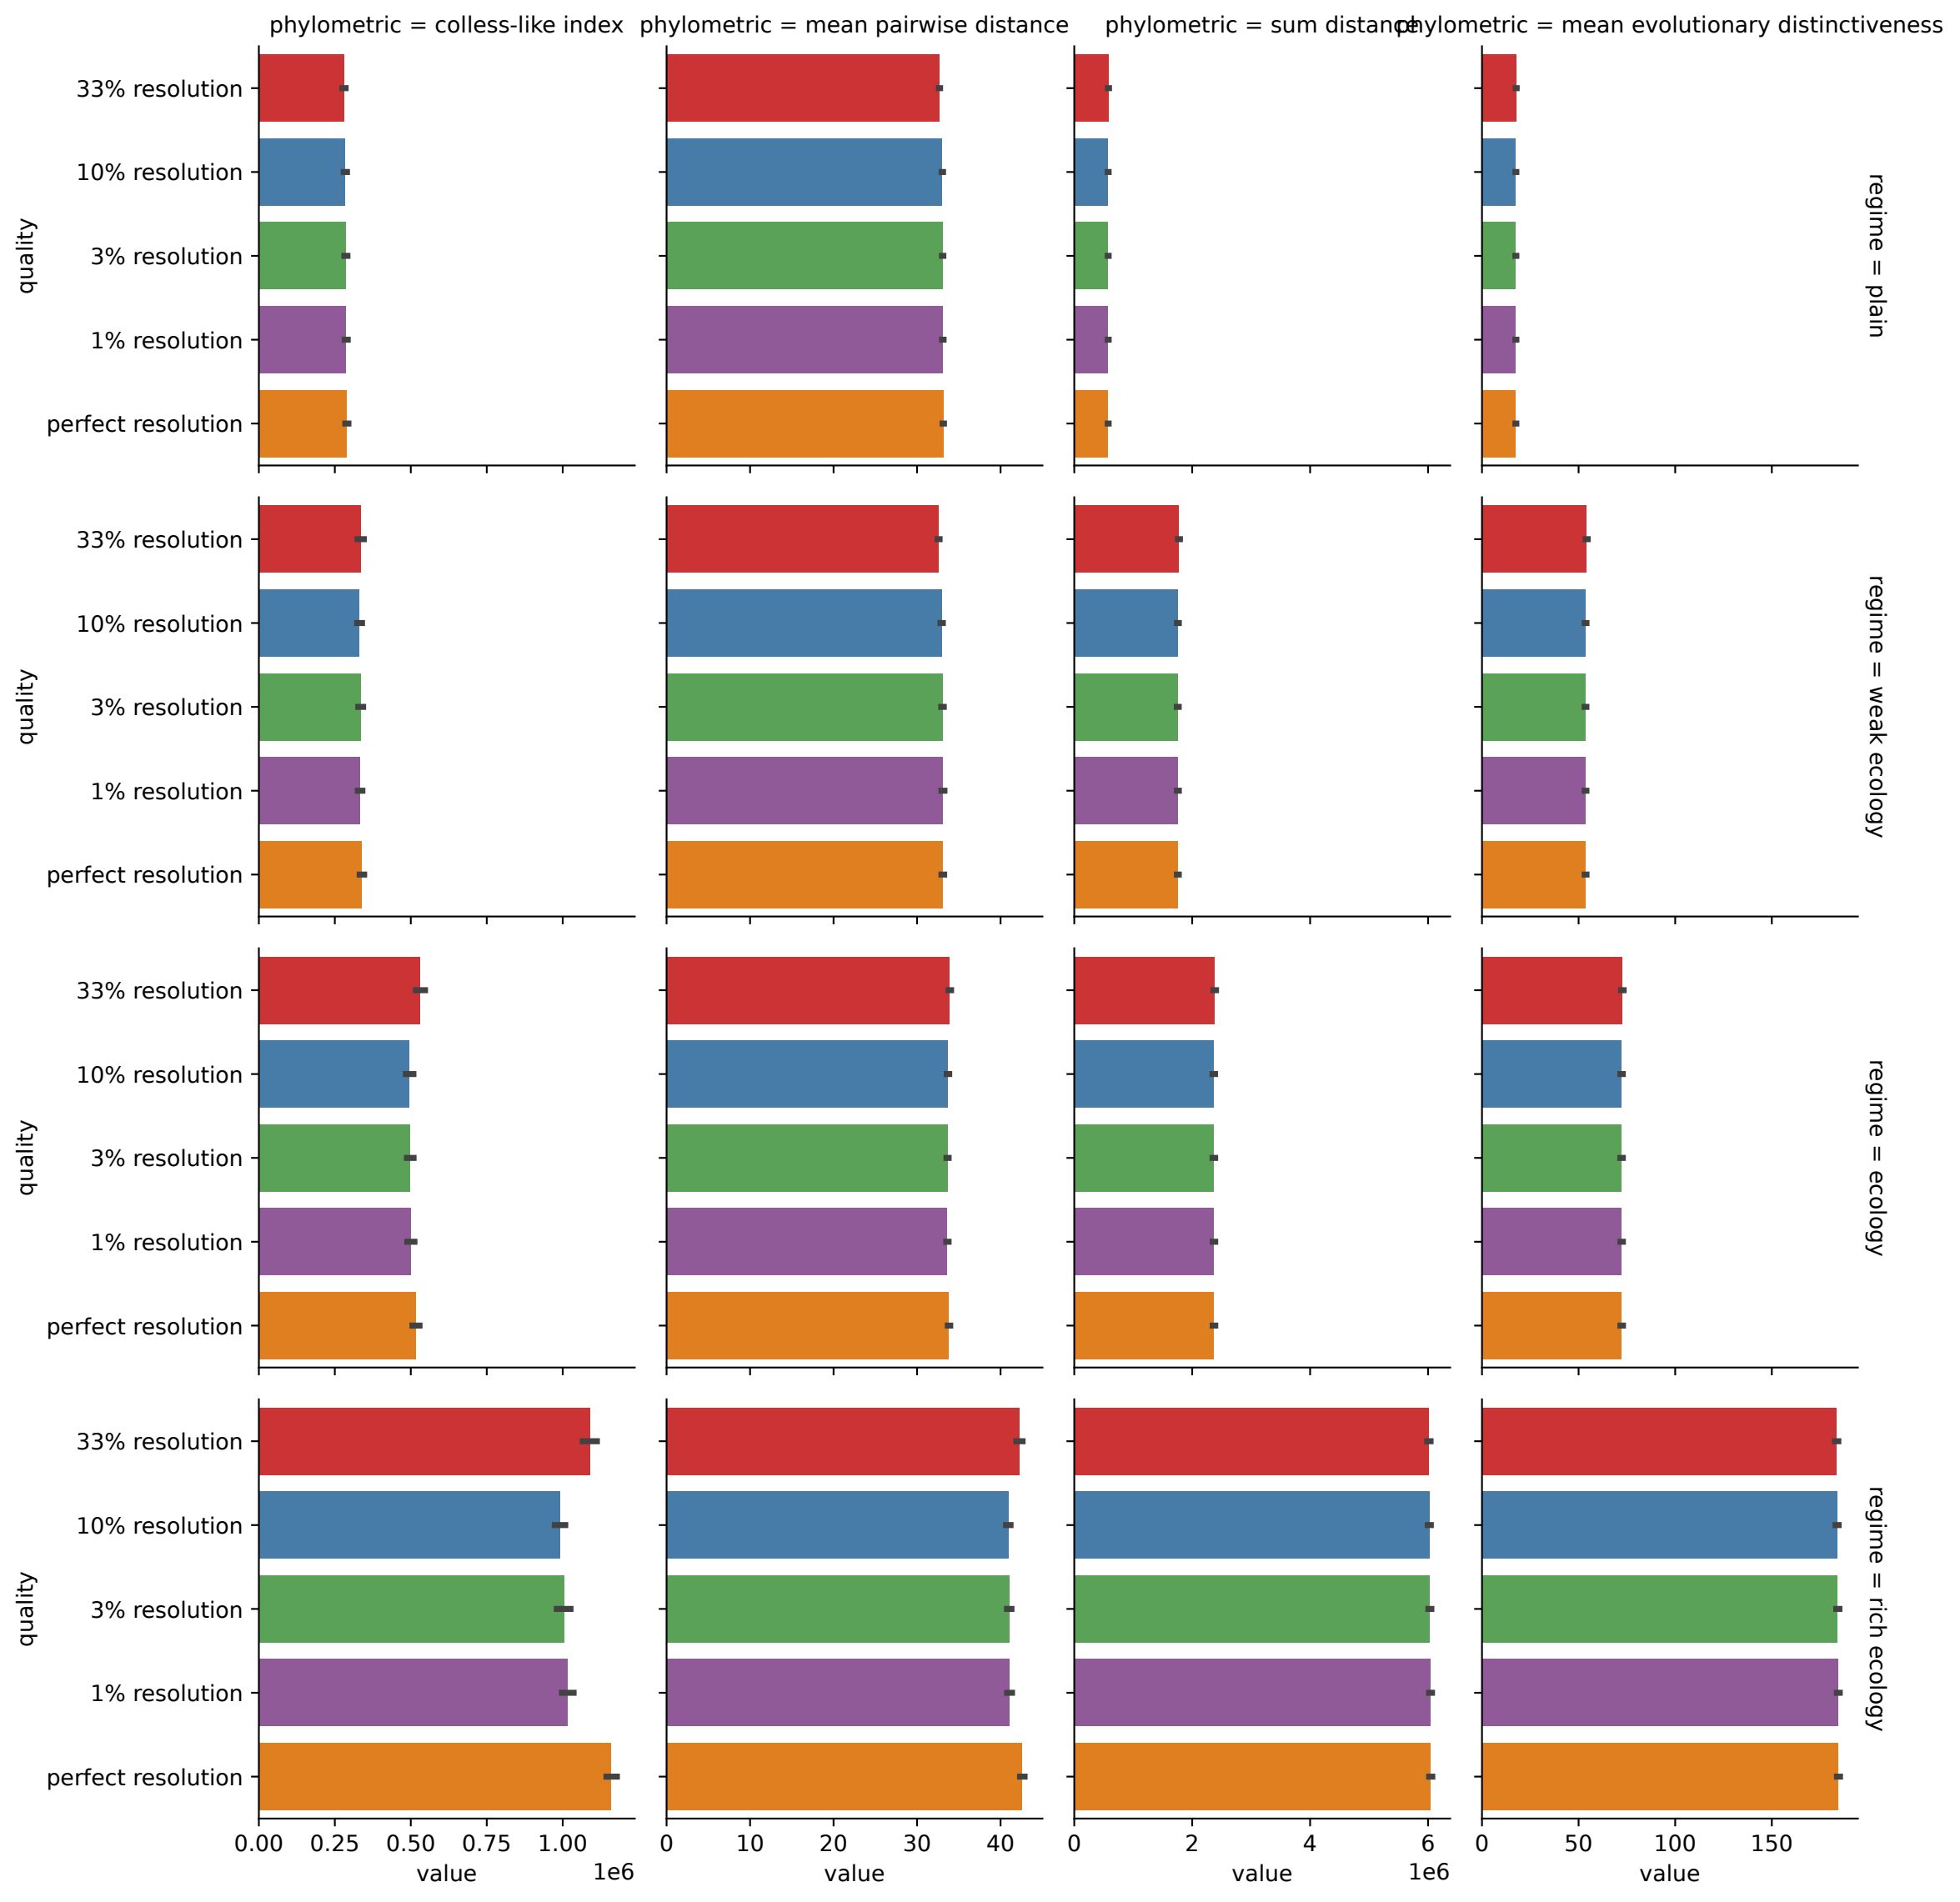 phylometric = colless-like index
phylometric = mean pairwise distance
phylometric = sum distance
phylometric = mean evolutionary distinctiveness
quality
33% resolution
10% resolution
3% resolution
1% resolution
perfect resolution
regime = plain
quality
33% resolution
10% resolution
3% resolution
1% resolution
perfect resolution
regime = weak ecology
quality
33% resolution
10% resolution
3% resolution
1% resolution
perfect resolution
regime = ecology
quality
33% resolution
10% resolution
3% resolution
1% resolution
perfect resolution
regime = rich ecology
0.00 0.25 0.50 0.75 1.00
value
1e6
0 10 20 30 40
value
0 2 4 6
value
1e6
0 50 100 150
value